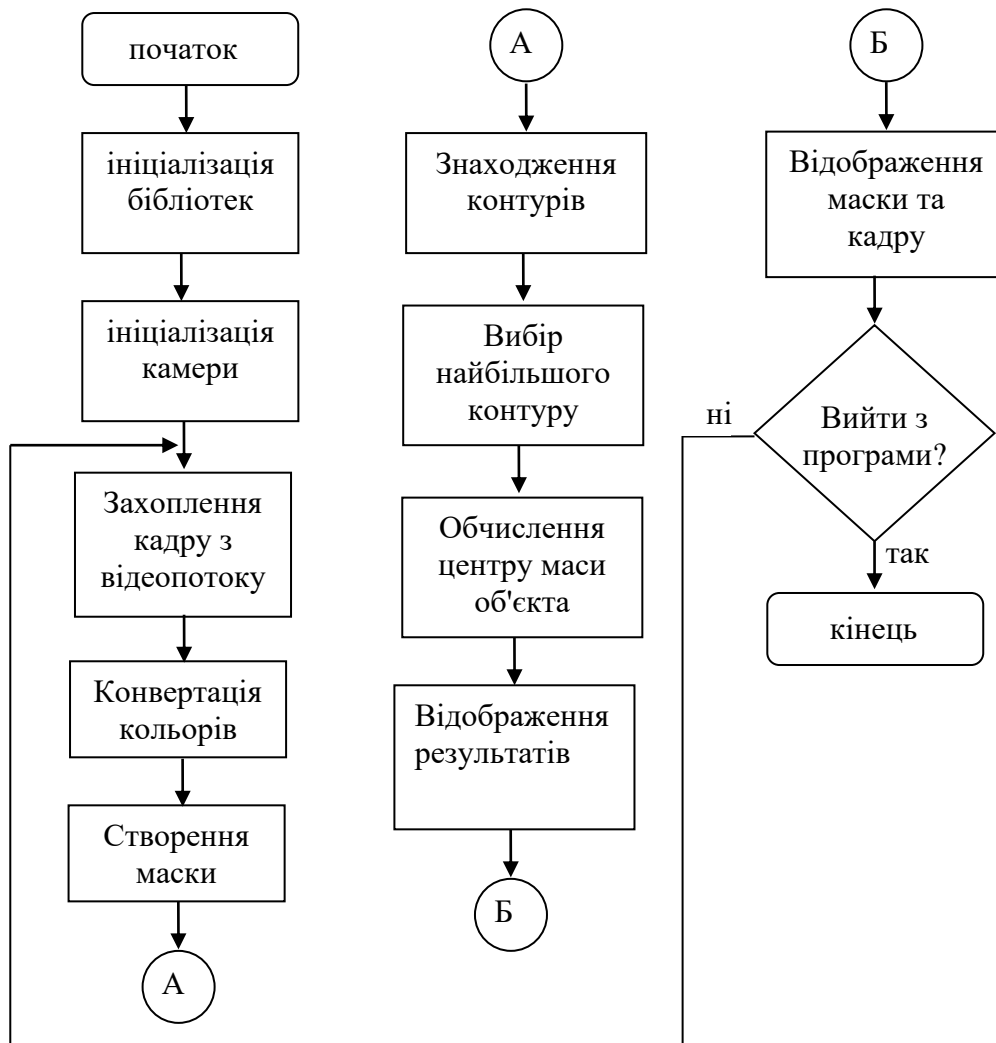 початок
ініціалізація
бібліотек
ініціалізація
камери
Захоплення
кадру з
відеопотоку
Конвертація
кольорів
Створення
маски
А
А
Знаходження
контурів
Вибір
найбільшого
контуру
Обчислення
центру маси
об'єкта
Відображення
результатів
Б
Б
Відображення
маски та
кадру
ні
Вийти з
програми?
так
кінець